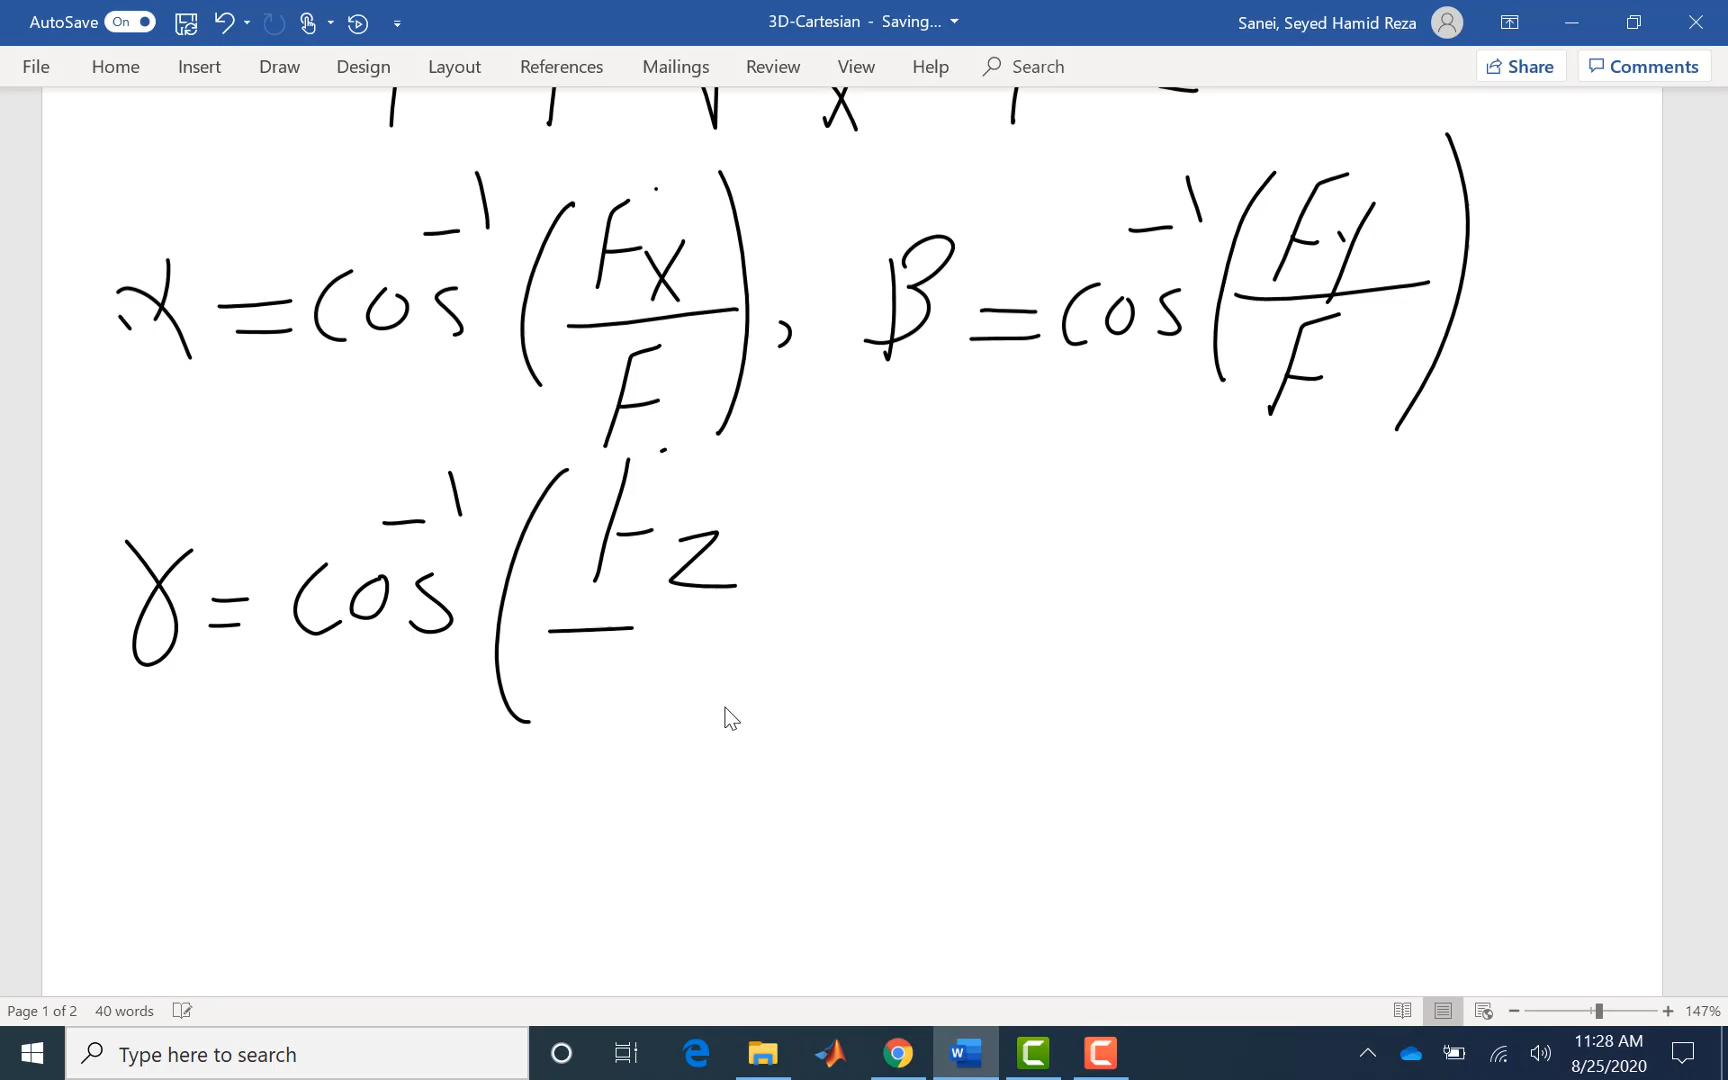 AutoSave On 3D-Cartesian - Saving... Sanei, Seyed Hamid Reza
File Home Insert Draw Design Layout References Mailings Review View Help Search Share Comments
α = cos⁻¹(Fx/F), β = cos⁻¹(Fy/F)
γ = cos⁻¹(Fz
Page 1 of 2 40 words 147%
Type here to search 11:28 AM
8/25/2020